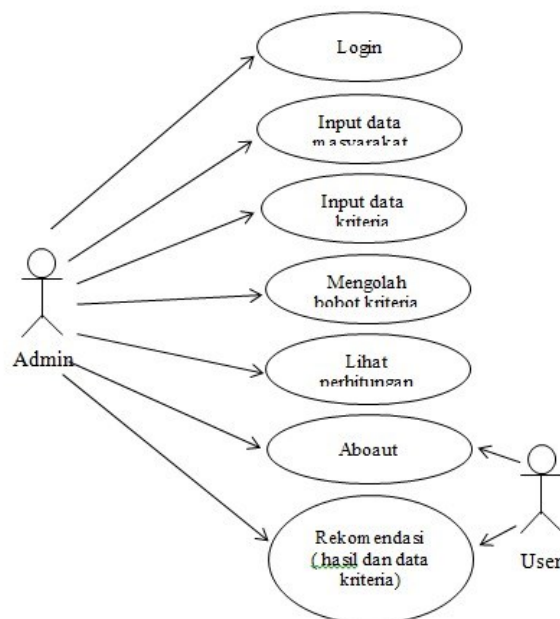 Login
Input data
masyarakat
Input data
kriteria
Mengolah
bobot kriteria
Admin
Lihat
perhitungan
Aboaut
Rekomendasi
( hasil dan data
kriteria)
User